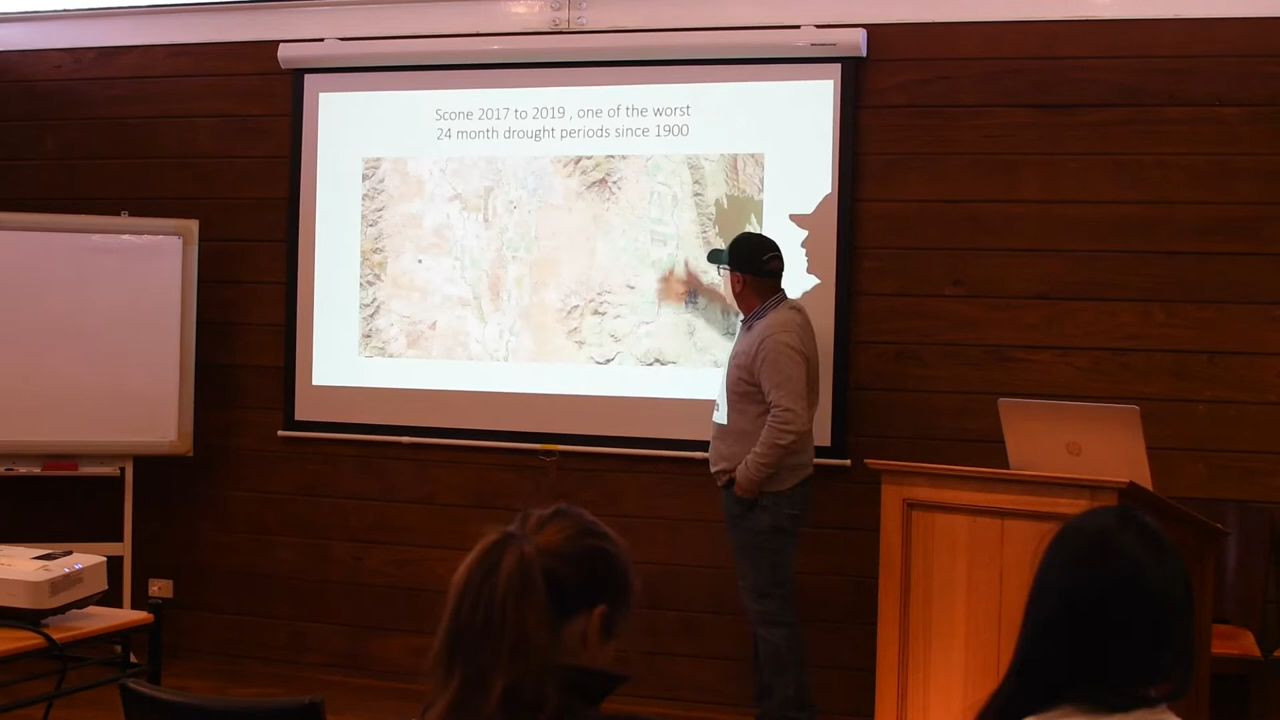 Scone 2017 to 2019 , one of the worst
24 month drought periods since 1900